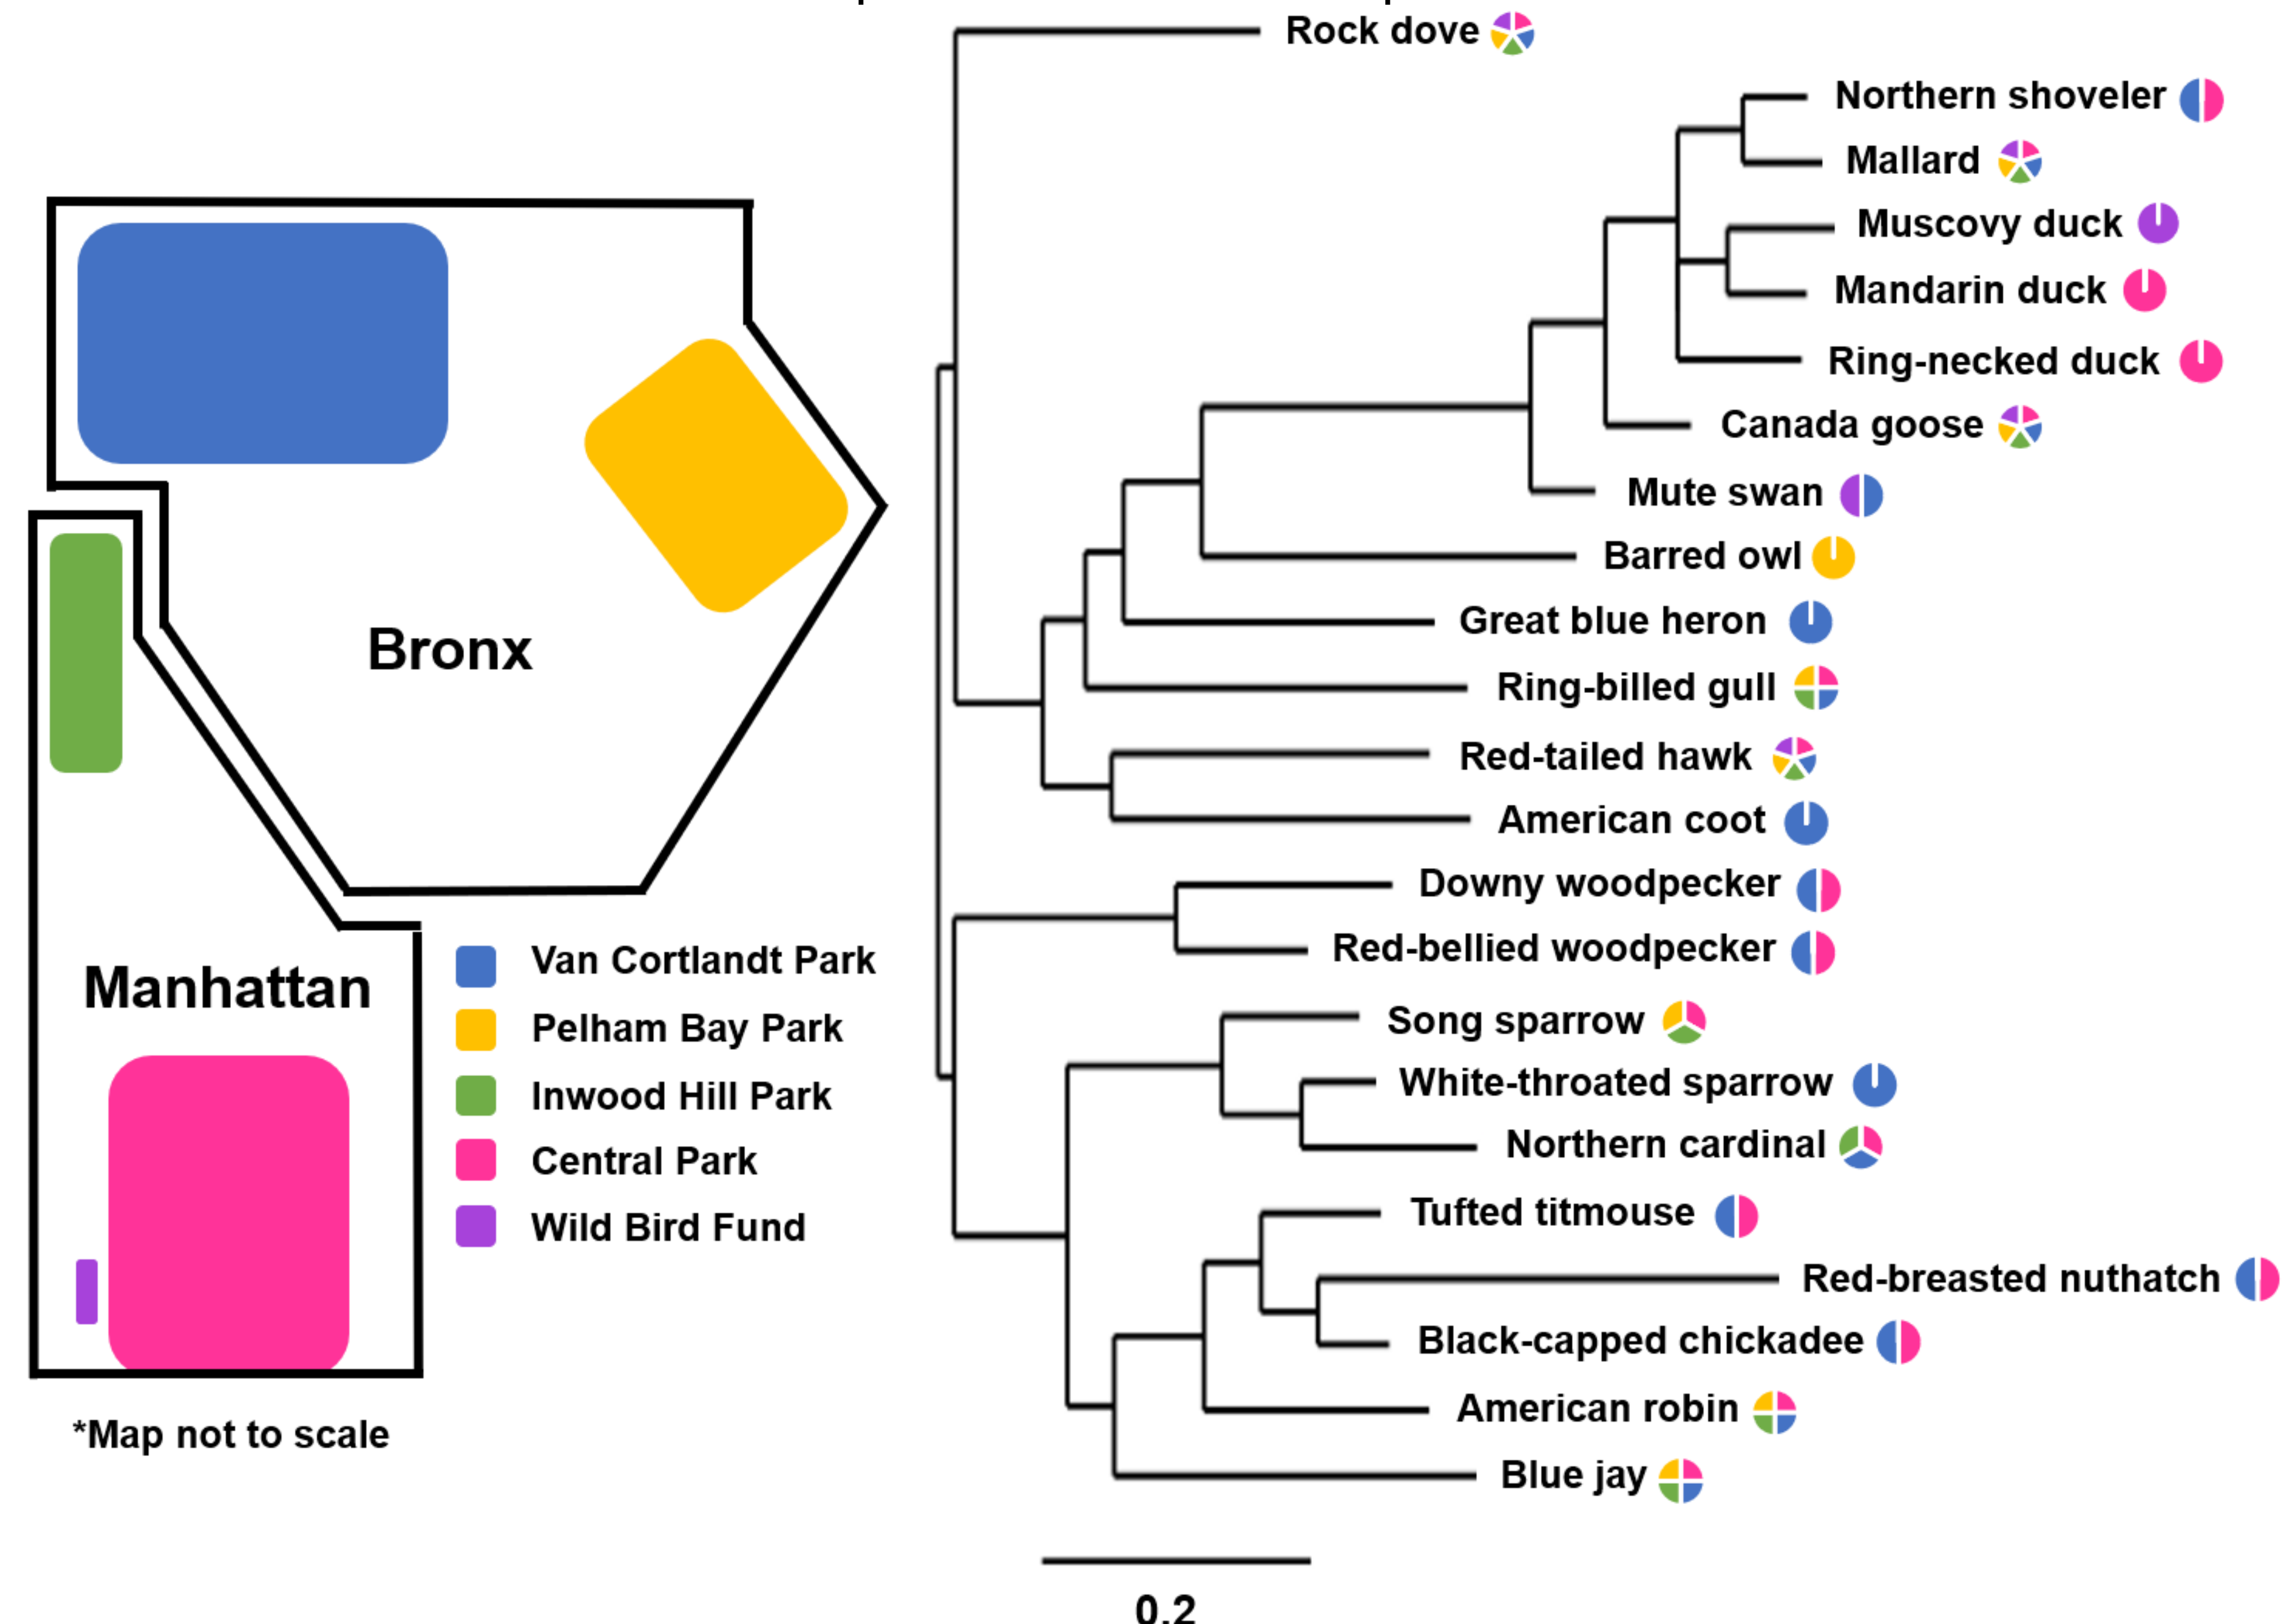 Rock dove
Northern shoveler
Mallard
Muscovy duck
Mandarin duck
Ring-necked duck
Canada goose
Mute swan
Barred owl
Great blue heron
Ring-billed gull
Red-tailed hawk
American coot
Downy woodpecker
Red-bellied woodpecker
Song sparrow
White-throated sparrow
Northern cardinal
Tufted titmouse
Red-breasted nuthatch
Black-capped chickadee
American robin
Blue jay
0.2
Bronx
Manhattan
Van Cortlandt Park
Pelham Bay Park
Inwood Hill Park
Central Park
Wild Bird Fund
*Map not to scale